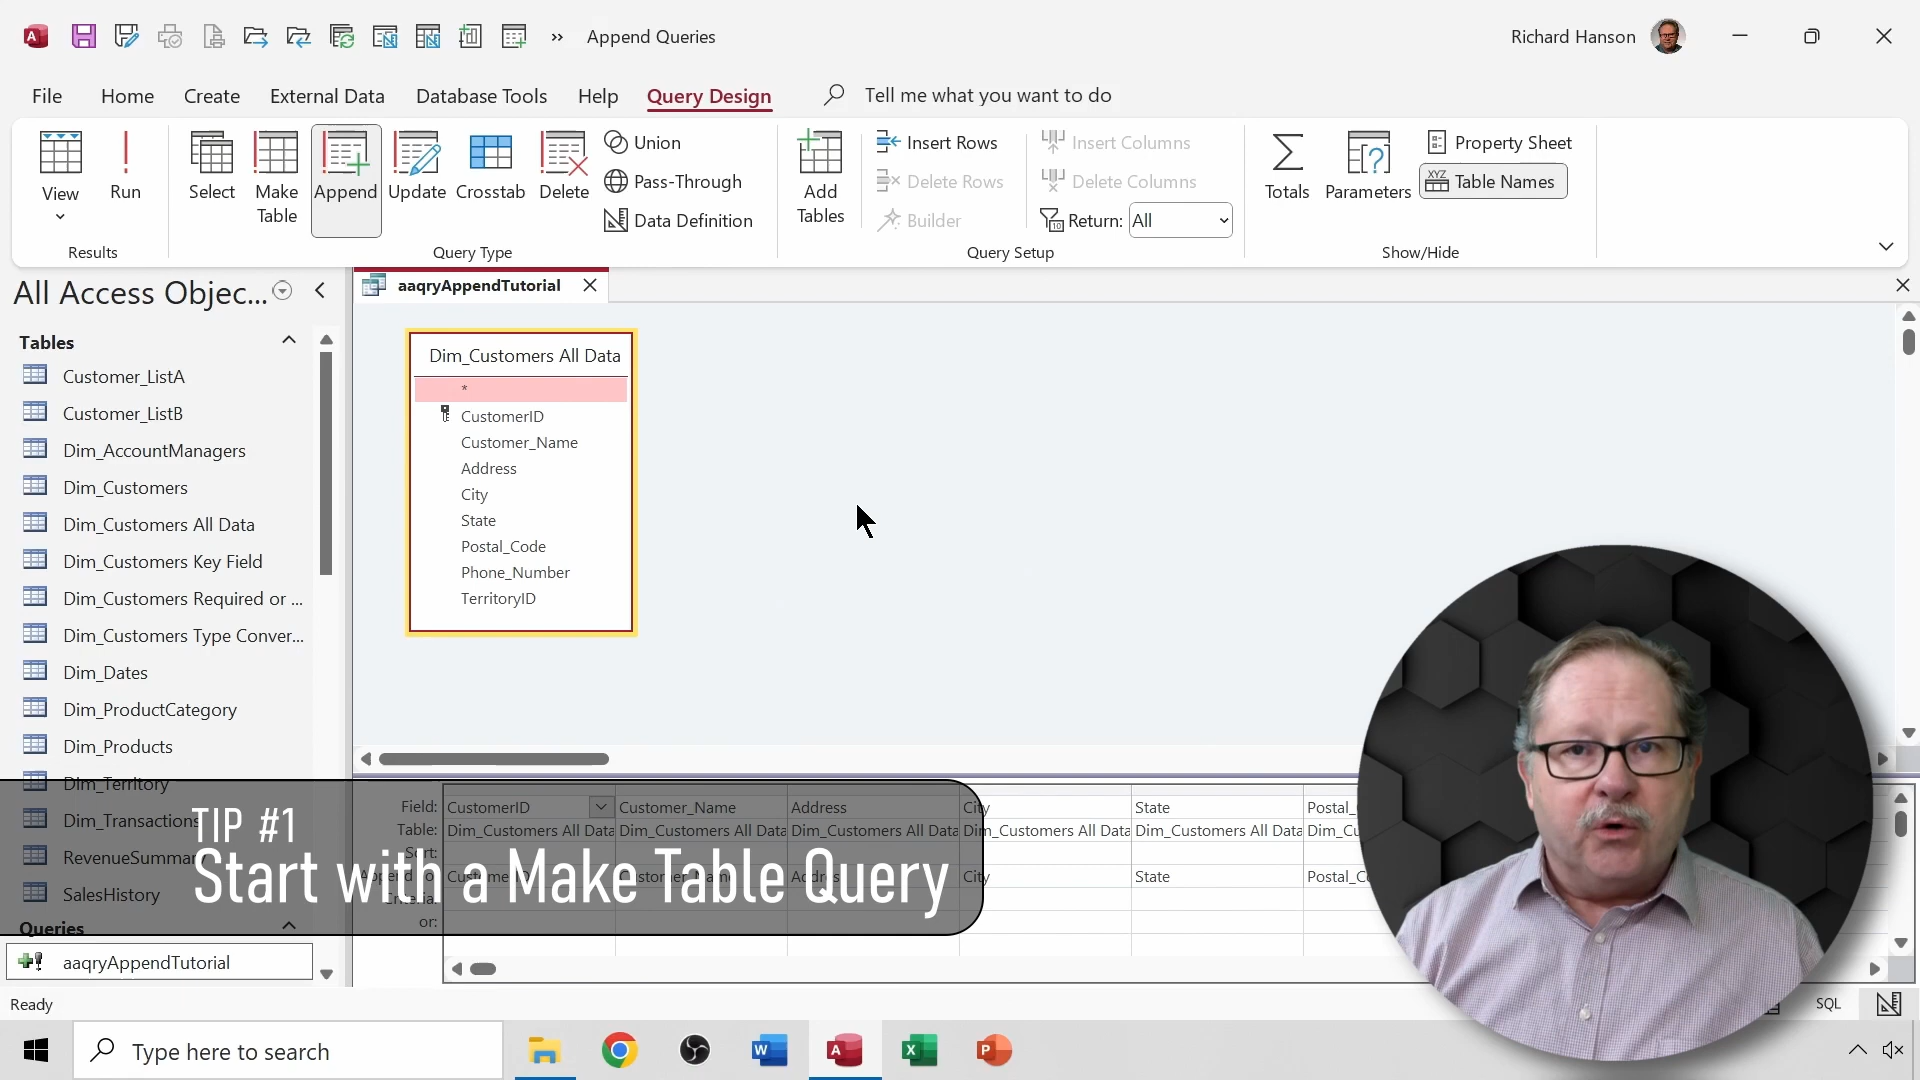 Append Queries
Richard Hanson
File Home Create External Data Database Tools Help Query Design Tell me what you want to do
View
Run
Select
Make Table
Append
Update
Crosstab
Delete
Union
Pass-Through
Data Definition
Add Tables
Insert Rows
Delete Rows
Builder
Insert Columns
Delete Columns
Return: All
Totals
Parameters
Property Sheet
Table Names
Results
Query Type
Query Setup
Show/Hide
All Access Objec...
aaqryAppendTutorial
Tables
Customer_ListA
Customer_ListB
Dim_AccountManagers
Dim_Customers
Dim_Customers All Data
Dim_Customers Key Field
Dim_Customers Required or ...
Dim_Customers Type Conver...
Dim_Dates
Dim_ProductCategory
Dim_Products
Dim_Territory
Dim_Transactions
RevenueSummary
SalesHistory
Queries
aaqryAppendTutorial
Dim_Customers All Data
*
CustomerID
Customer_Name
Address
City
State
Postal_Code
Phone_Number
TerritoryID
Field: CustomerID Customer_Name Address City State Postal_
Table: Dim_Customers All Data Dim_Customers All Data Dim_Customers All Data Dim_Customers All Data Dim_Customers All Data Dim_Cu
Sort:
City State Postal_Co
or:
TIP #1
Start with a Make Table Query
Ready
SQL
Type here to search